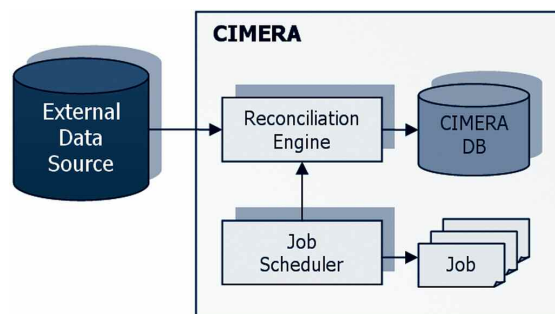 CIMERA
External
Data
Source
Reconciliation
Engine
CIMERA
DB
Job
Scheduler
Job